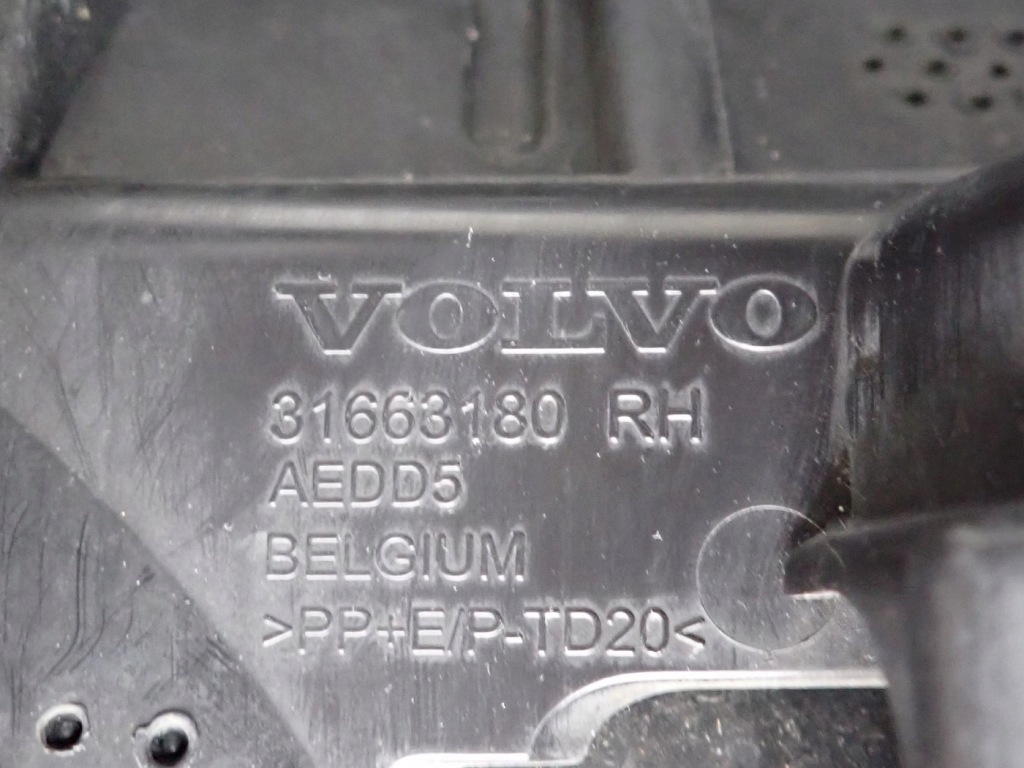 VOLVO
31663180 RH
AEDD5
BELGIUM
>PP+E/P-TD20<